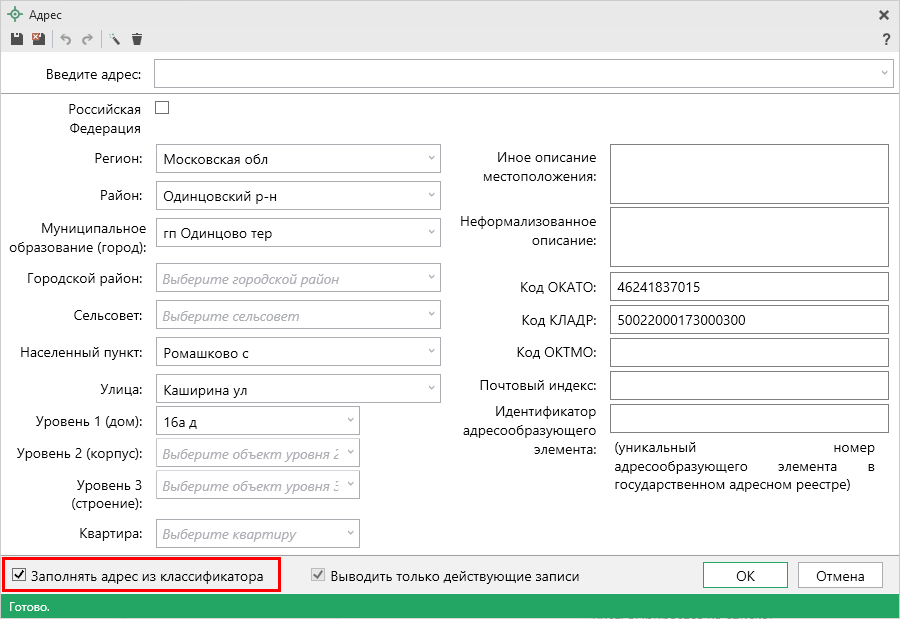 Адрес
?
Введите адрес:
Российская
Федерация
Регион: Московская обл
Район: Одинцовский р-н
Муниципальное
образование (город): гп Одинцово тер
Городской район: Выберите городской район
Сельсовет: Выберите сельсовет
Населенный пункт: Ромашково с
Улица: Каширина ул
Уровень 1 (дом): 16а д
Уровень 2 (корпус): Выберите объект уровня 2
Уровень 3
(строение): Выберите объект уровня 3
Квартира: Выберите квартиру
Иное описание
местоположения:
Неформализованное
описание:
Код ОКАТО: 46241837015
Код КЛАДР: 50022000173000300
Код ОКТМО:
Почтовый индекс:
Идентификатор
адресообразующего
элемента:
(уникальный номер
адресообразующего элемента в
государственном адресном реестре)
Заполнять адрес из классификатора
Выводить только действующие записи
ОК
Отмена
Готово.